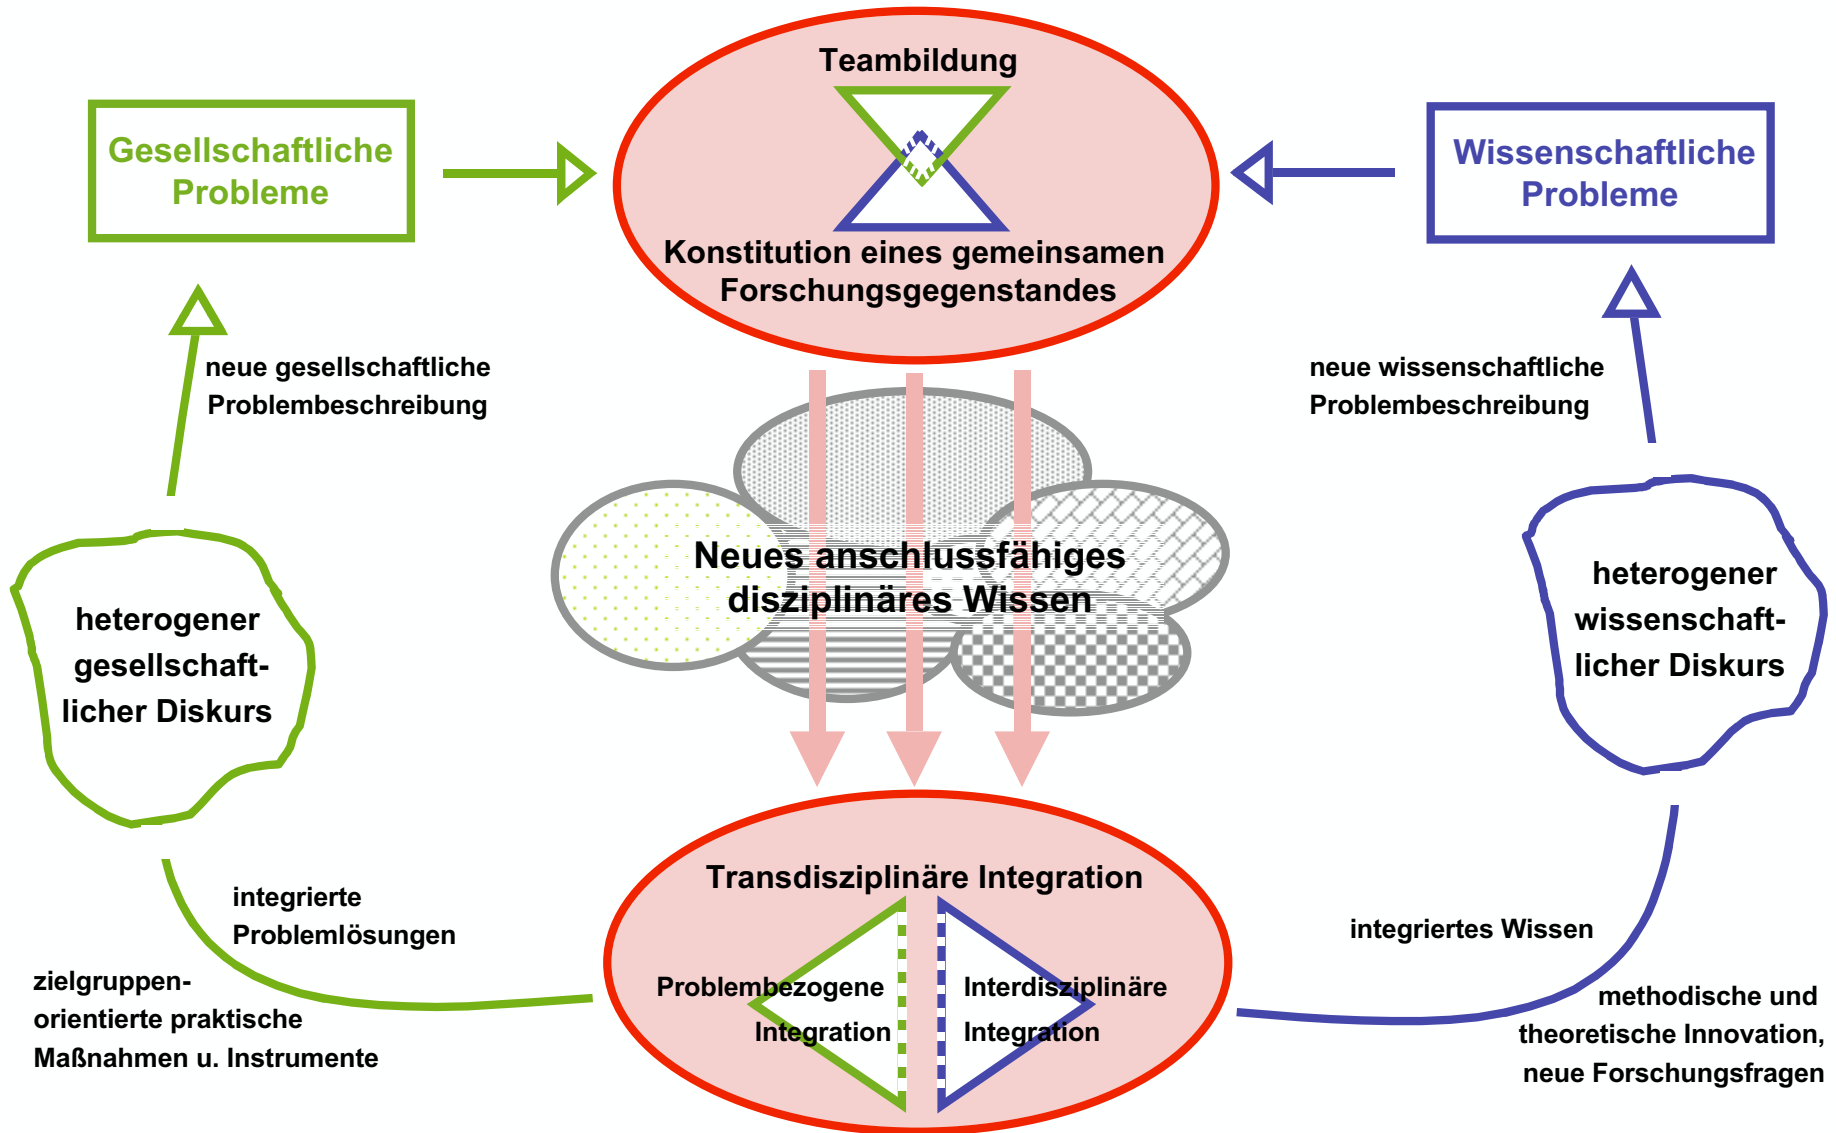 Teambildung
Gesellschaftliche
Probleme
Wissenschaftliche
Probleme
Konstitution eines gemeinsamen
Forschungsgegenstandes
neue gesellschaftliche
Problembeschreibung
neue wissenschaftliche
Problembeschreibung
Neues anschlussfähiges
disziplinäres Wissen
heterogener
gesellschaft-
licher Diskurs
heterogener
wissenschaft-
licher Diskurs
Transdisziplinäre Integration
integrierte
Problemlösungen
integriertes Wissen
zielgruppen-
orientierte praktische
Maßnahmen u. Instrumente
Problembezogene
Integration
Interdisziplinäre
Integration
methodische und
theoretische Innovation,
neue Forschungsfragen